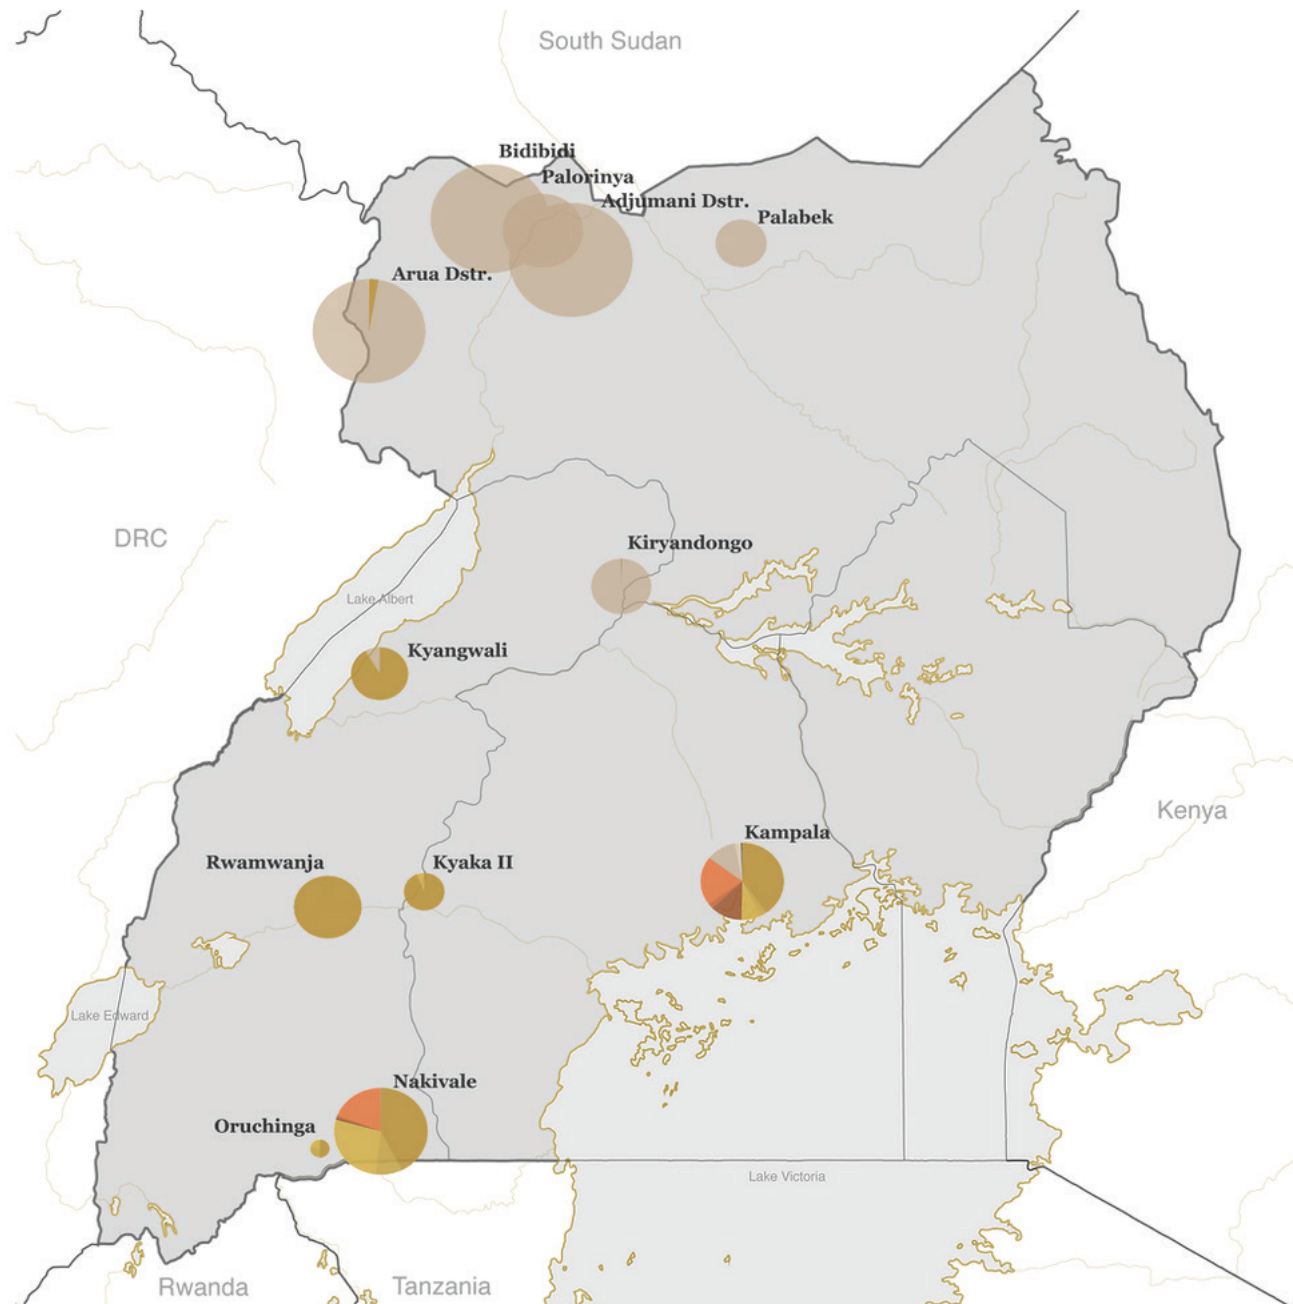 South Sudan
Bidibidi
Palorinya
Adjumani Dstr.
Palabek
Arua Dstr.
DRC
Kiryandongo
Lake Albert
Kyangwali
Kenya
Kampala
Rwamwanja
Kyaka II
Lake Edward
Nakivale
Oruchinga
Lake Victoria
Rwanda
Tanzania